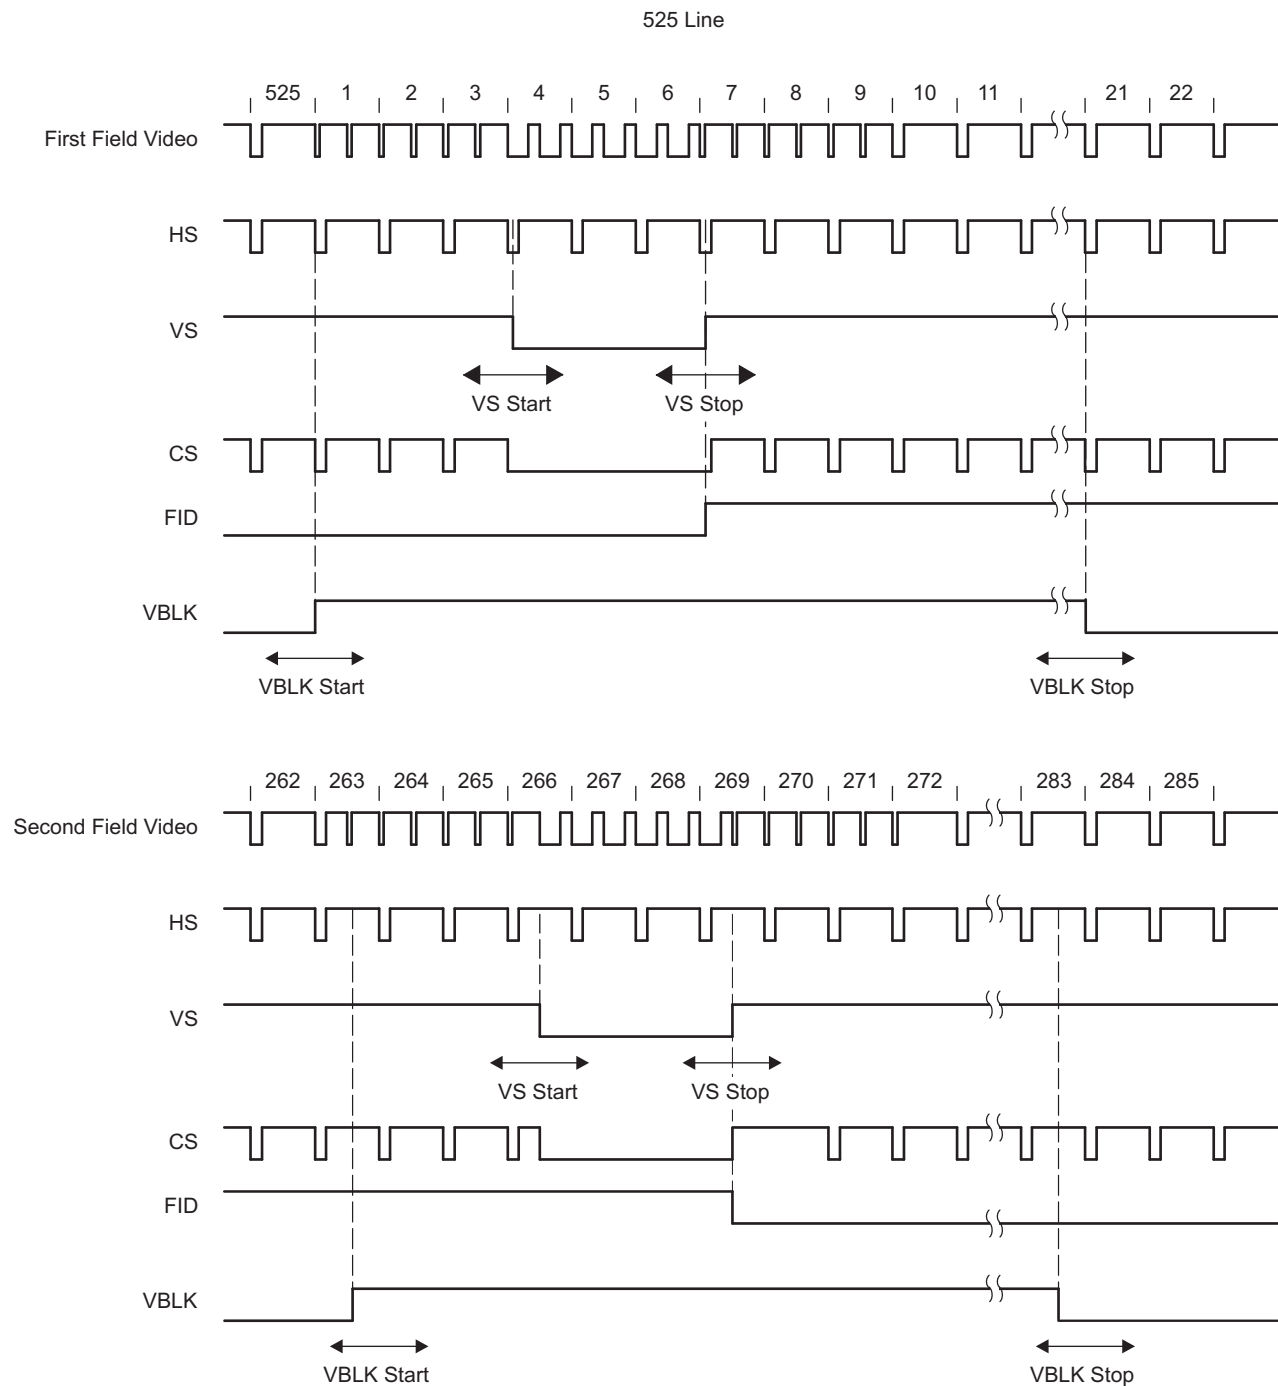 525 Line
525 1 2 3 4 5 6 7 8 9 10 11 21 22
First Field Video
HS
VS
VS Start VS Stop
CS
FID
VBLK
VBLK Start VBLK Stop
262 263 264 265 266 267 268 269 270 271 272 283 284 285
Second Field Video
HS
VS
VS Start VS Stop
CS
FID
VBLK
VBLK Start VBLK Stop